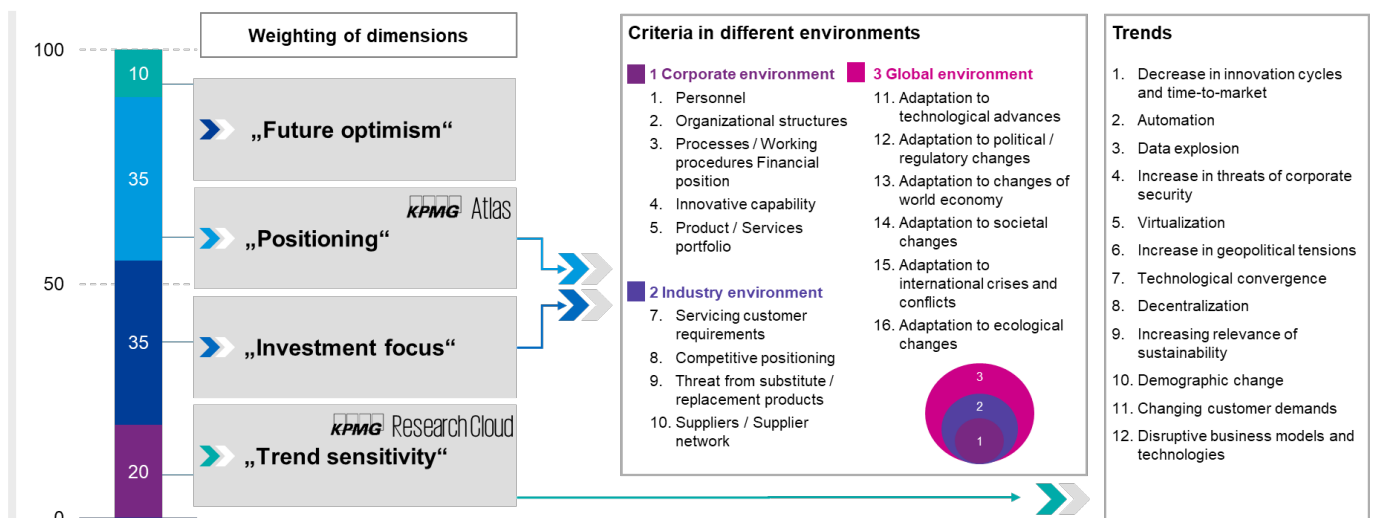 100
10
35
50
35
20
0
Weighting of dimensions
„Future optimism“
KPMG Atlas
„Positioning“
„Investment focus“
KPMG Research Cloud
„Trend sensitivity“
Criteria in different environments
1 Corporate environment
1. Personnel
2. Organizational structures
3. Processes / Working
procedures Financial
position
4. Innovative capability
5. Product / Services
portfolio
2 Industry environment
7. Servicing customer
requirements
8. Competitive positioning
9. Threat from substitute /
replacement products
10. Suppliers / Supplier
network
3 Global environment
11. Adaptation to
technological advances
12. Adaptation to political /
regulatory changes
13. Adaptation to changes of
world economy
14. Adaptation to societal
changes
15. Adaptation to
international crises and
conflicts
16. Adaptation to ecological
changes
3
2
1
Trends
1. Decrease in innovation cycles
and time-to-market
2. Automation
3. Data explosion
4. Increase in threats of corporate
security
5. Virtualization
6. Increase in geopolitical tensions
7. Technological convergence
8. Decentralization
9. Increasing relevance of
sustainability
10. Demographic change
11. Changing customer demands
12. Disruptive business models and
technologies